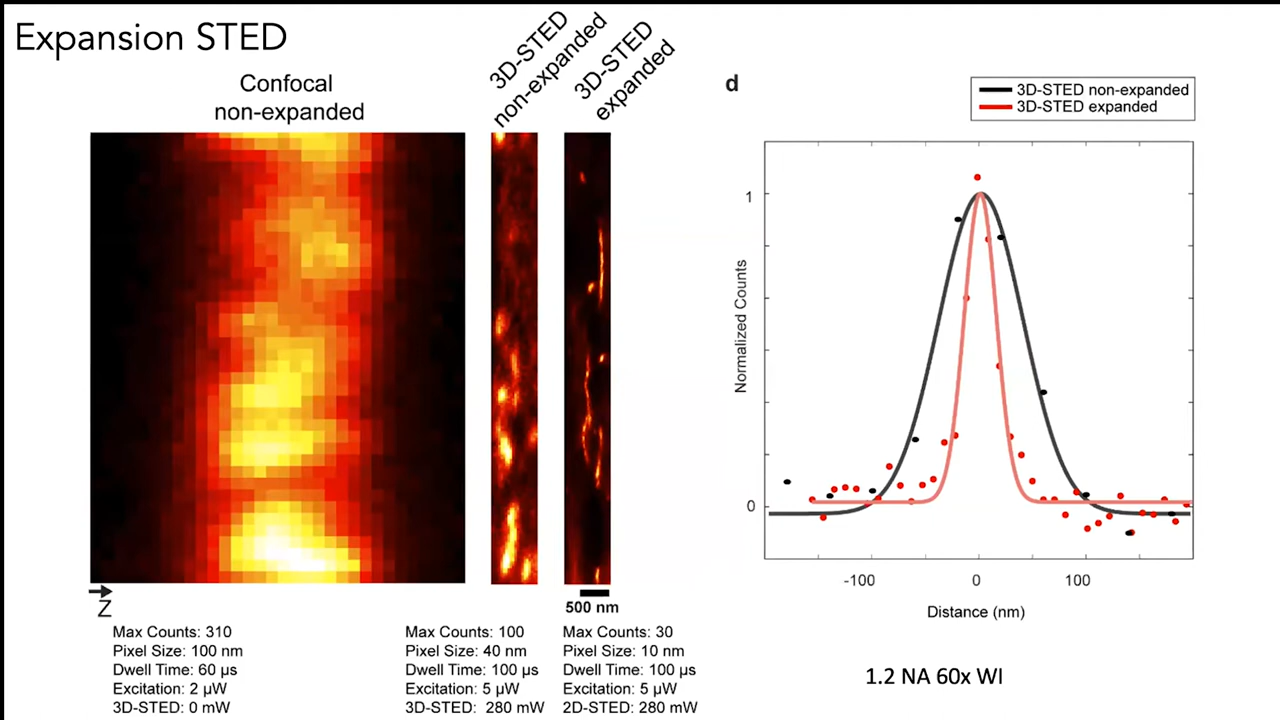 Expansion STED
Confocal
non-expanded
3D-STED
non-expanded
3D-STED
expanded
Z
500 nm
Max Counts: 310
Pixel Size: 100 nm
Dwell Time: 60 µs
Excitation: 2 µW
3D-STED: 0 mW
Max Counts: 100
Pixel Size: 40 nm
Dwell Time: 100 µs
Excitation: 5 µW
3D-STED: 280 mW
Max Counts: 30
Pixel Size: 10 nm
Dwell Time: 100 µs
Excitation: 5 µW
2D-STED: 280 mW
d
3D-STED non-expanded
3D-STED expanded
Normalized Counts
1
0
-100 0 100
Distance (nm)
1.2 NA 60x WI